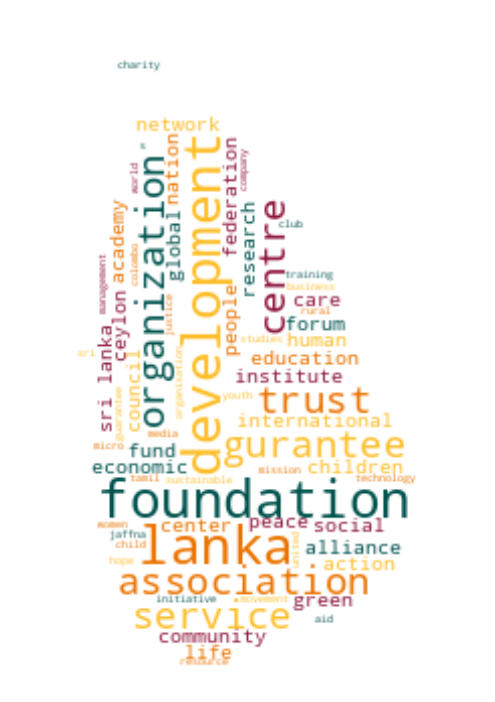 charity
network
s
world
nation
organization
development
federation
company
academy
global
research
centre
club
colombo
management
ceylon
justice
people
training
business
care
rural
forum
sri
sri lanka
council
organisation
studies
human
education
institute
guarantee
youth
trust
international
media
micro
fund
gurantee
economic
mission
children
tamil
sustainable
technology
foundation
women
center
peace
social
jaffna
child
lanka
united
alliance
hope
action
association
initiative
movement
green
service
aid
community
life
resource